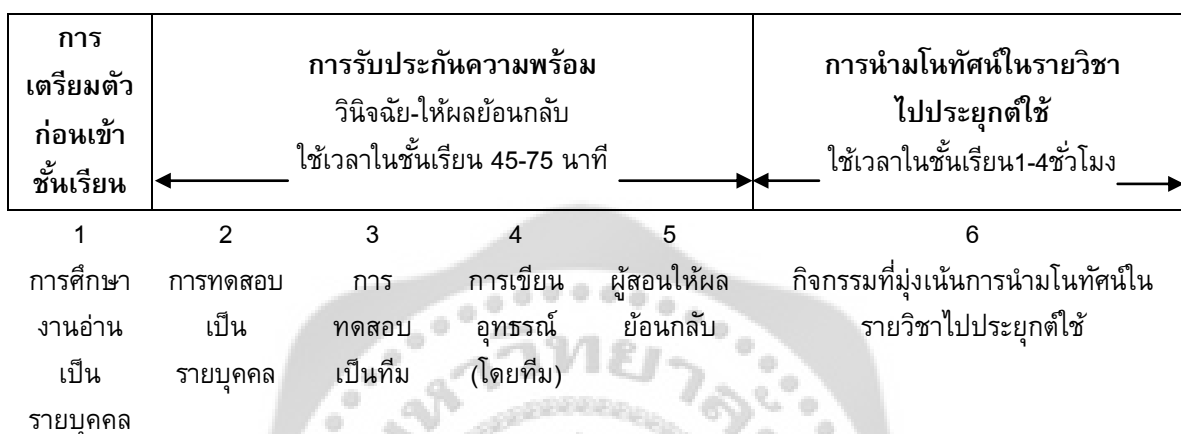 การ
เตรียมตัว
ก่อนเข้า
ชั้นเรียน
การรับประกันความพร้อม
วินิจฉัย-ให้ผลย้อนกลับ
ใช้เวลาในชั้นเรียน 45-75 นาที
การนำมโนทัศน์ในรายวิชา
ไปประยุกต์ใช้
ใช้เวลาในชั้นเรียน1-4ชั่วโมง
1
การศึกษา
งานอ่าน
เป็น
รายบุคคล
2
การทดสอบ
เป็น
รายบุคคล
3
การ
ทดสอบ
เป็นทีม
4
การเขียน
อุทธรณ์
(โดยทีม)
5
ผู้สอนให้ผล
ย้อนกลับ
6
กิจกรรมที่มุ่งเน้นการนำมโนทัศน์ใน
รายวิชาไปประยุกต์ใช้